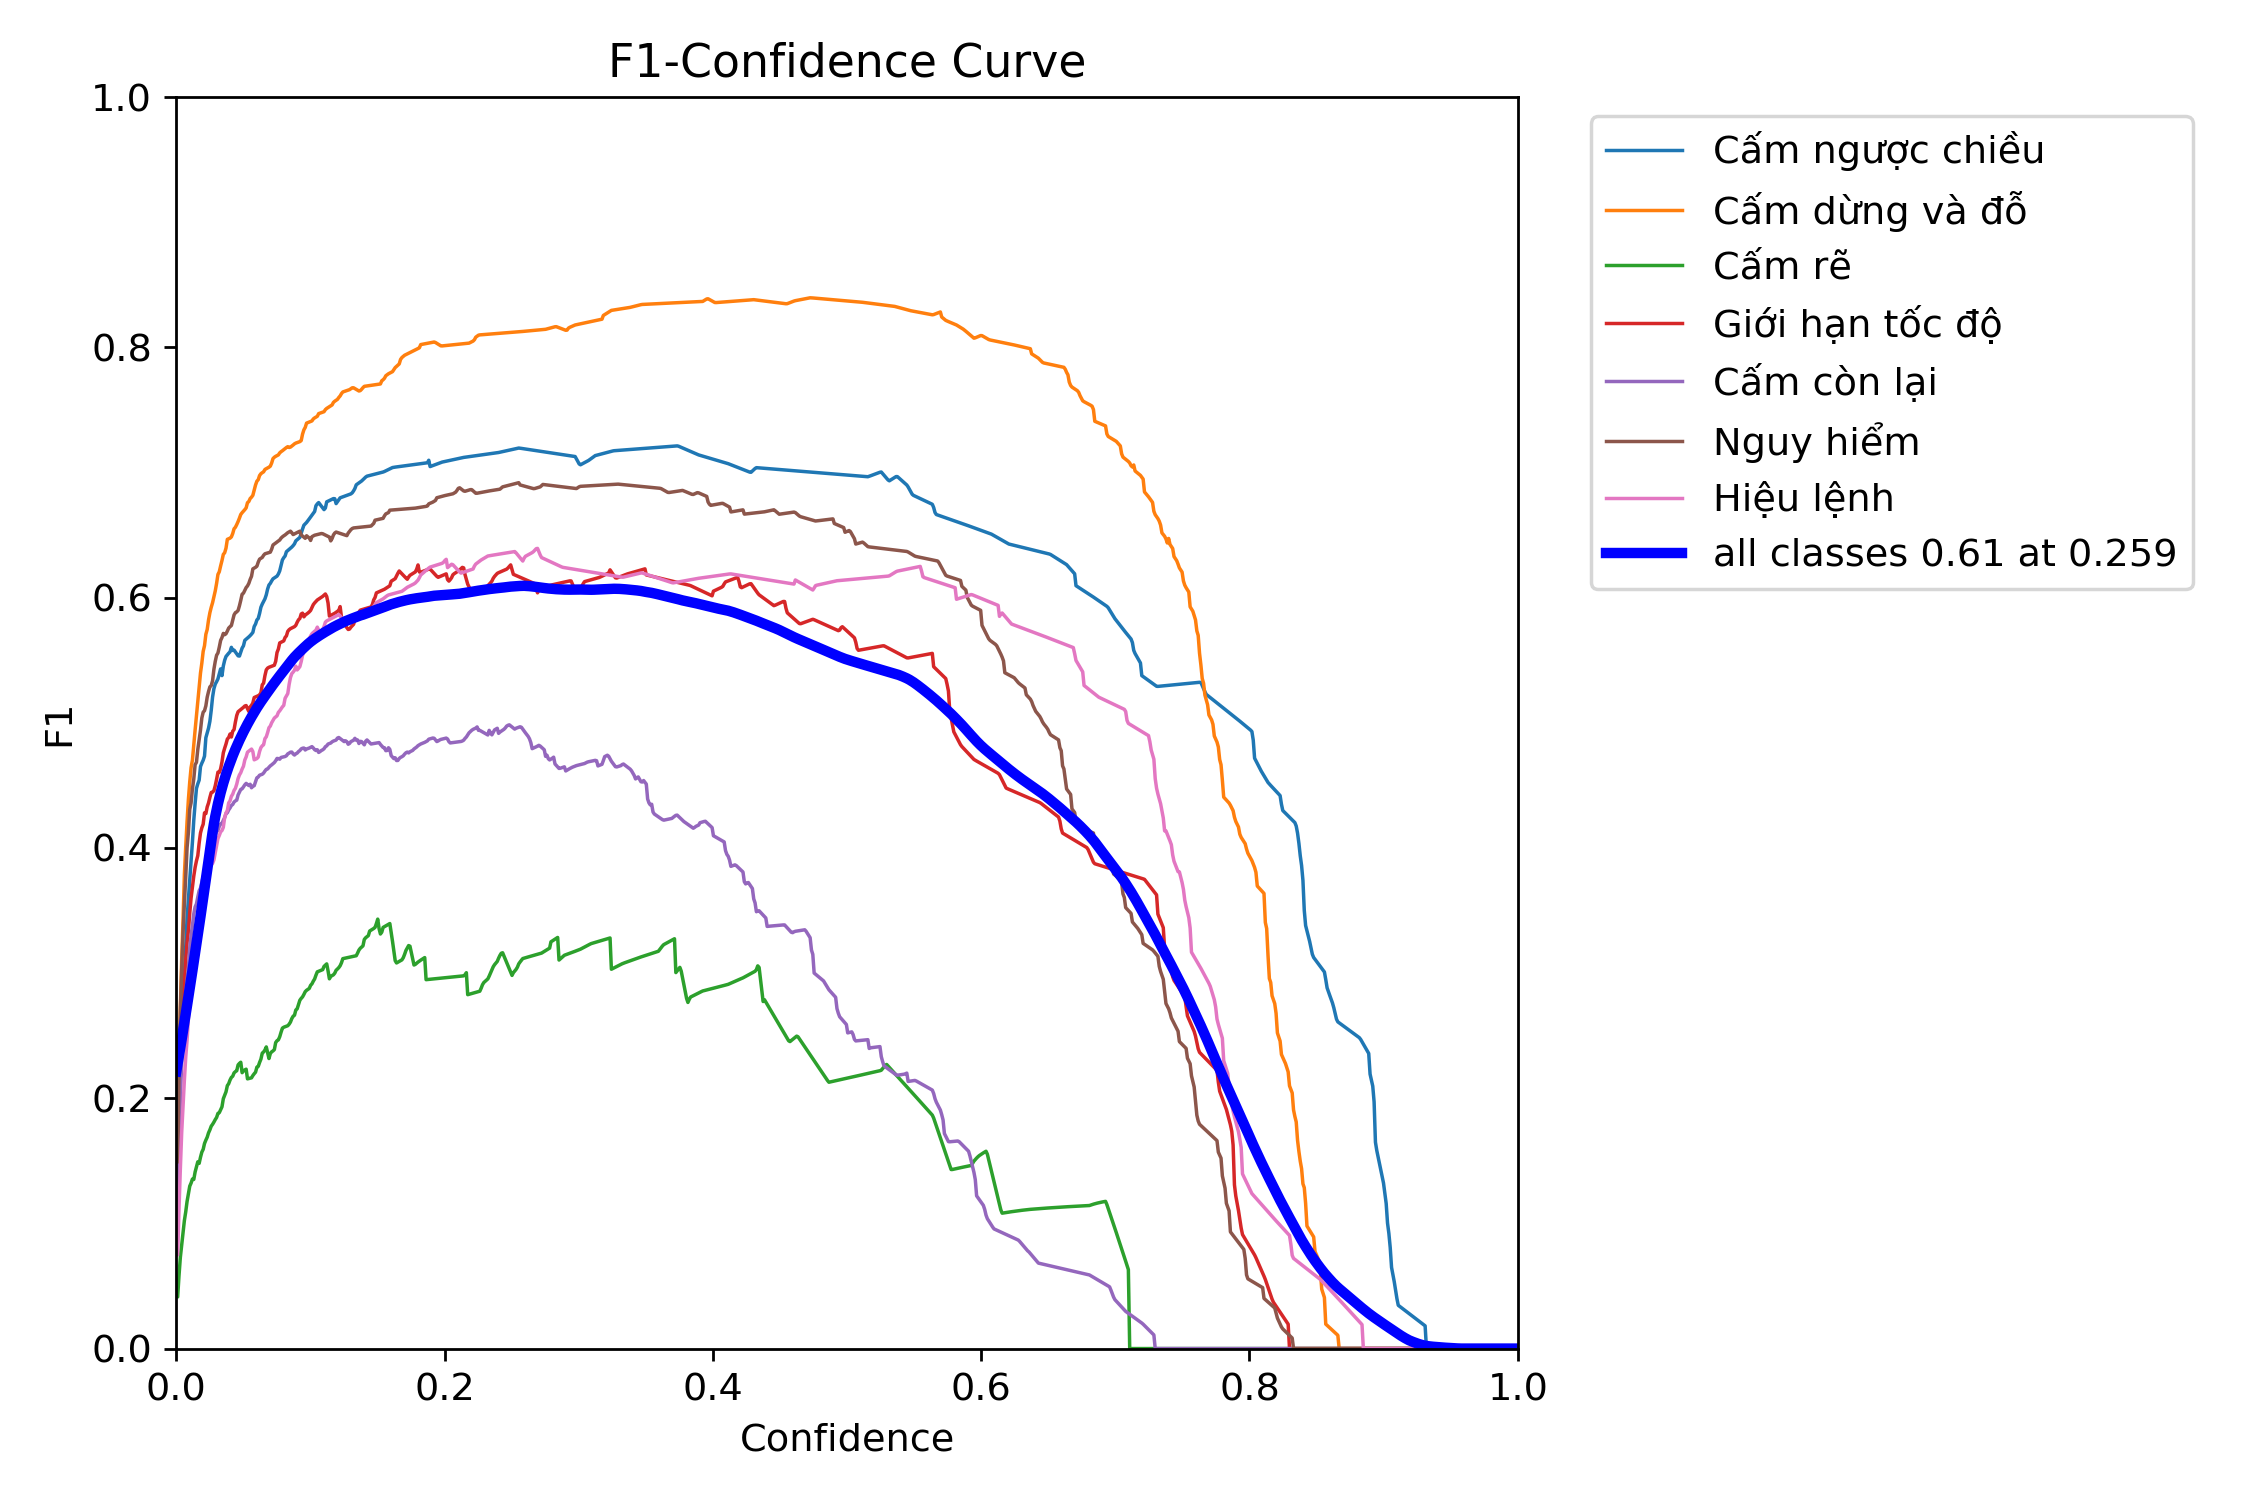 F1-Confidence Curve
1.0
0.8
0.6
0.4
0.2
0.0
F1
0.0 0.2 0.4 0.6 0.8 1.0
Confidence
Cấm ngược chiều
Cấm dừng và đỗ
Cấm rẽ
Giới hạn tốc độ
Cấm còn lại
Nguy hiểm
Hiệu lệnh
all classes 0.61 at 0.259